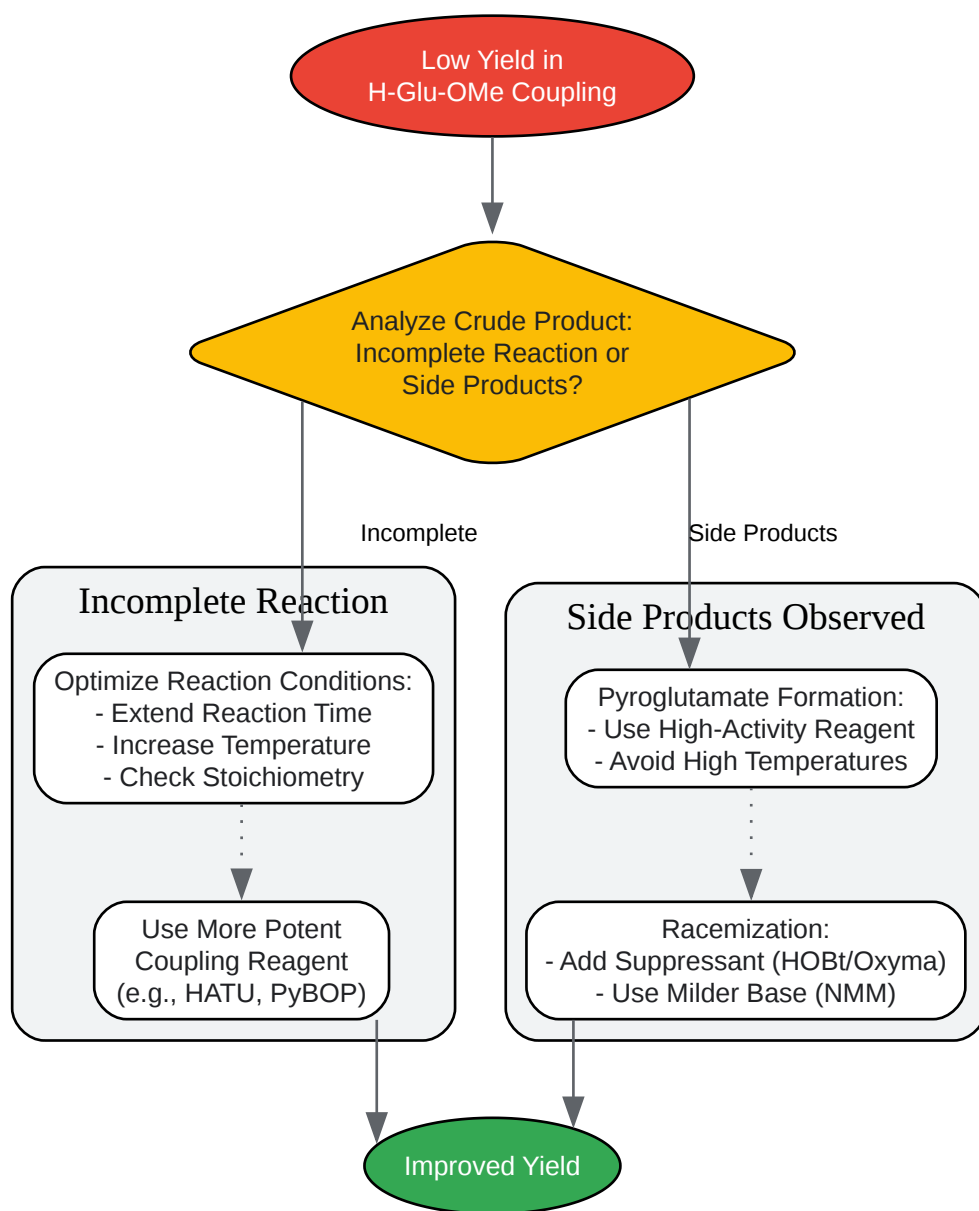 Low Yield in
H-Glu-OMe Coupling
Analyze Crude Product:
Incomplete Reaction or
Side Products?
Incomplete
Side Products
Incomplete Reaction
Optimize Reaction Conditions:
- Extend Reaction Time
- Increase Temperature
- Check Stoichiometry
Use More Potent
Coupling Reagent
(e.g., HATU, PyBOP)
Side Products Observed
Pyroglutamate Formation:
- Use High-Activity Reagent
- Avoid High Temperatures
Racemization:
- Add Suppressant (HOBt/Oxyma)
- Use Milder Base (NMM)
Improved Yield